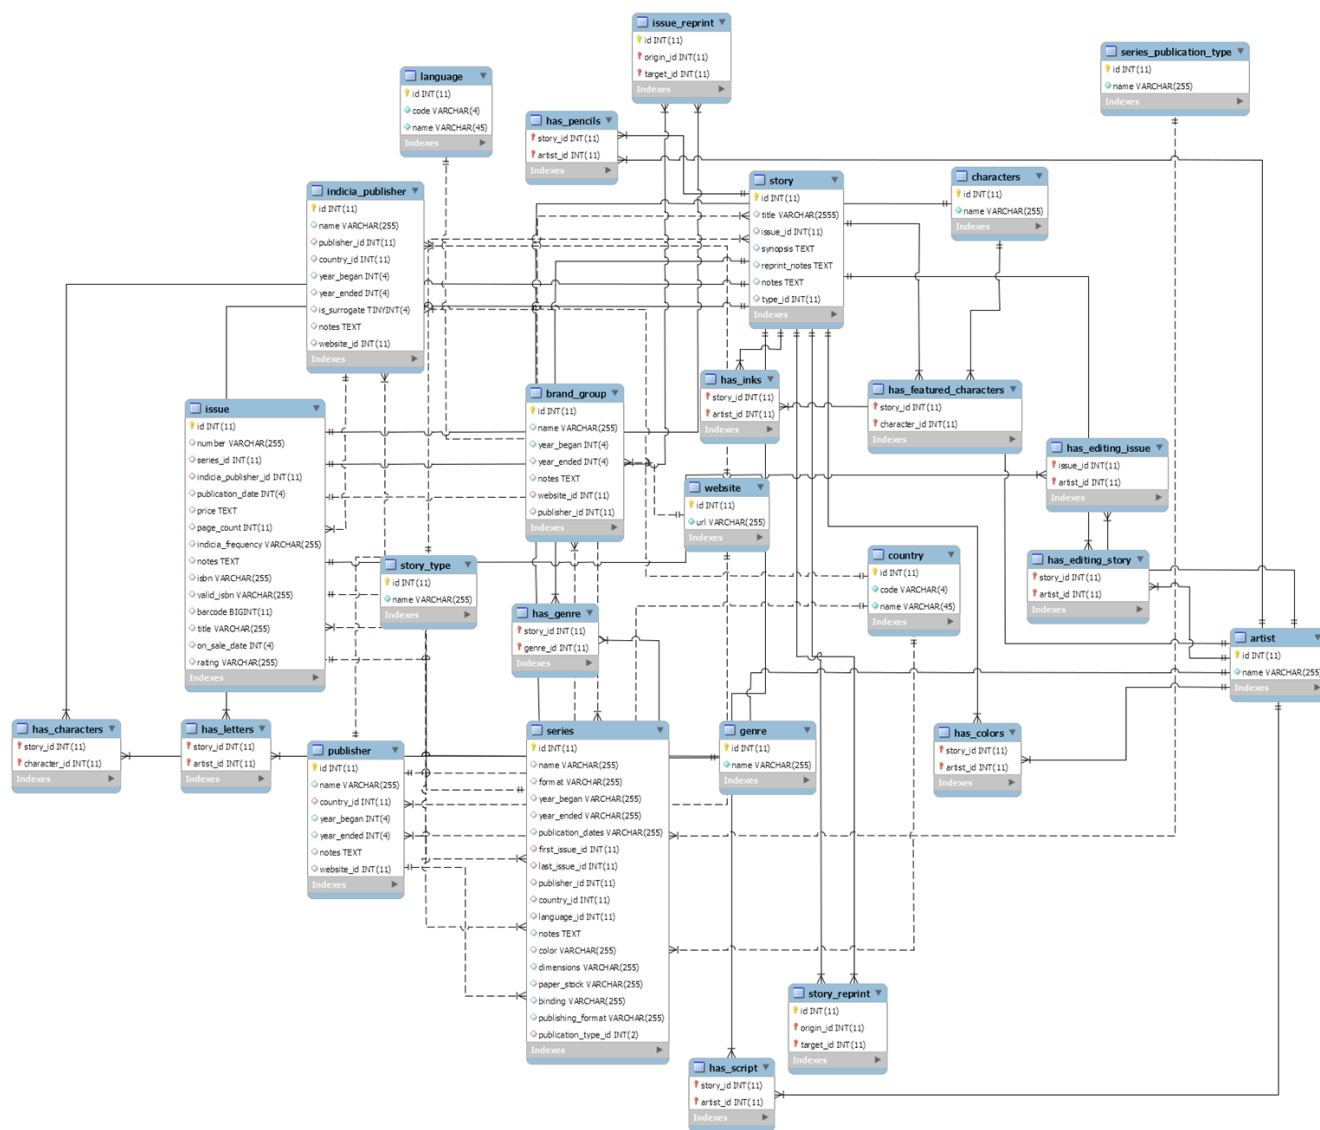 issue_reprint
id INT(11)
origin_id INT(11)
target_id INT(11)
Indexes
series_publication_type
id INT(11)
name VARCHAR(255)
Indexes
language
id INT(11)
code VARCHAR(4)
name VARCHAR(45)
Indexes
has_pencils
story_id INT(11)
artist_id INT(11)
Indexes
story
id INT(11)
title VARCHAR(2555)
issue_id INT(11)
synopsis TEXT
reprint_notes TEXT
notes TEXT
type_id INT(11)
Indexes
characters
id INT(11)
name VARCHAR(255)
Indexes
indicia_publisher
id INT(11)
name VARCHAR(255)
publisher_id INT(11)
country_id INT(11)
year_began INT(4)
year_ended INT(4)
is_surrogate TINYINT(4)
notes TEXT
website_id INT(11)
Indexes
has_inks
story_id INT(11)
artist_id INT(11)
Indexes
has_featured_characters
story_id INT(11)
character_id INT(11)
Indexes
brand_group
id INT(11)
name VARCHAR(255)
year_began INT(4)
year_ended INT(4)
notes TEXT
website_id INT(11)
publisher_id INT(11)
Indexes
issue
id INT(11)
number VARCHAR(255)
series_id INT(11)
indicia_publisher_id INT(11)
publication_date INT(4)
price TEXT
page_count INT(11)
indicia_frequency VARCHAR(255)
notes TEXT
isbn VARCHAR(255)
valid_isbn VARCHAR(255)
barcode BIGINT(11)
title VARCHAR(255)
on_sale_date INT(4)
rating VARCHAR(255)
Indexes
has_editing_issue
issue_id INT(11)
artist_id INT(11)
Indexes
website
id INT(11)
url VARCHAR(255)
Indexes
story_type
id INT(11)
name VARCHAR(255)
Indexes
country
id INT(11)
code VARCHAR(4)
name VARCHAR(45)
Indexes
has_editing_story
story_id INT(11)
artist_id INT(11)
Indexes
has_genre
story_id INT(11)
genre_id INT(11)
Indexes
artist
id INT(11)
name VARCHAR(255)
Indexes
has_characters
story_id INT(11)
character_id INT(11)
Indexes
has_letters
story_id INT(11)
artist_id INT(11)
Indexes
publisher
id INT(11)
name VARCHAR(255)
country_id INT(11)
year_began INT(4)
year_ended INT(4)
notes TEXT
website_id INT(11)
Indexes
series
id INT(11)
name VARCHAR(255)
format VARCHAR(255)
year_began VARCHAR(255)
year_ended VARCHAR(255)
publication_dates VARCHAR(255)
first_issue_id INT(11)
last_issue_id INT(11)
publisher_id INT(11)
country_id INT(11)
language_id INT(11)
notes TEXT
color VARCHAR(255)
dimensions VARCHAR(255)
paper_stock VARCHAR(255)
binding VARCHAR(255)
publishing_format VARCHAR(255)
publication_type_id INT(2)
Indexes
genre
id INT(11)
name VARCHAR(255)
Indexes
has_colors
story_id INT(11)
artist_id INT(11)
Indexes
story_reprint
id INT(11)
origin_id INT(11)
target_id INT(11)
Indexes
has_script
story_id INT(11)
artist_id INT(11)
Indexes